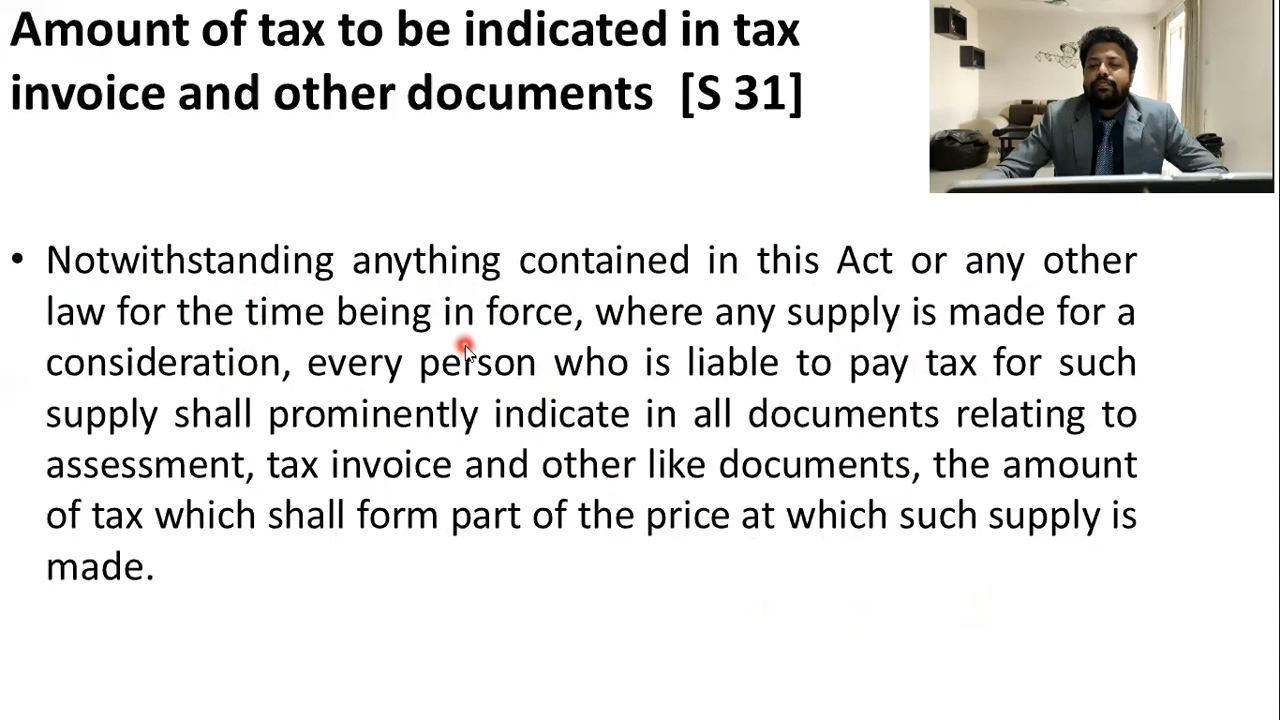 Amount of tax to be indicated in tax
invoice and other documents [S 31]
• Notwithstanding anything contained in this Act or any other
law for the time being in force, where any supply is made for a
consideration, every person who is liable to pay tax for such
supply shall prominently indicate in all documents relating to
assessment, tax invoice and other like documents, the amount
of tax which shall form part of the price at which such supply is
made.